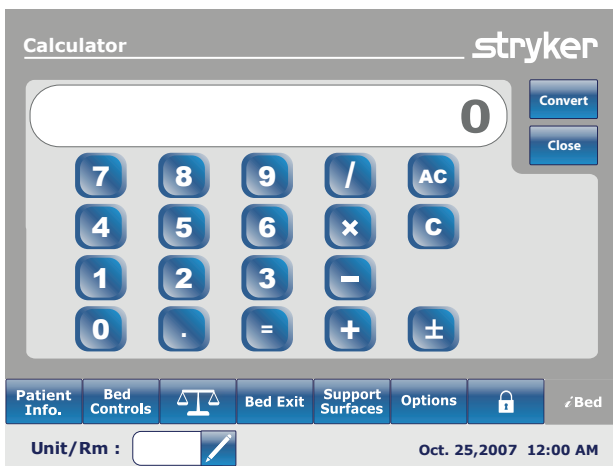 Calculator
stryker
0
Convert
Close
7 8 9 / AC
4 5 6 × C
1 2 3 −
0 . = + ±
Patient Info.
Bed Controls
Bed Exit
Support Surfaces
Options
iBed
Unit/Rm :
Oct. 25,2007 12:00 AM